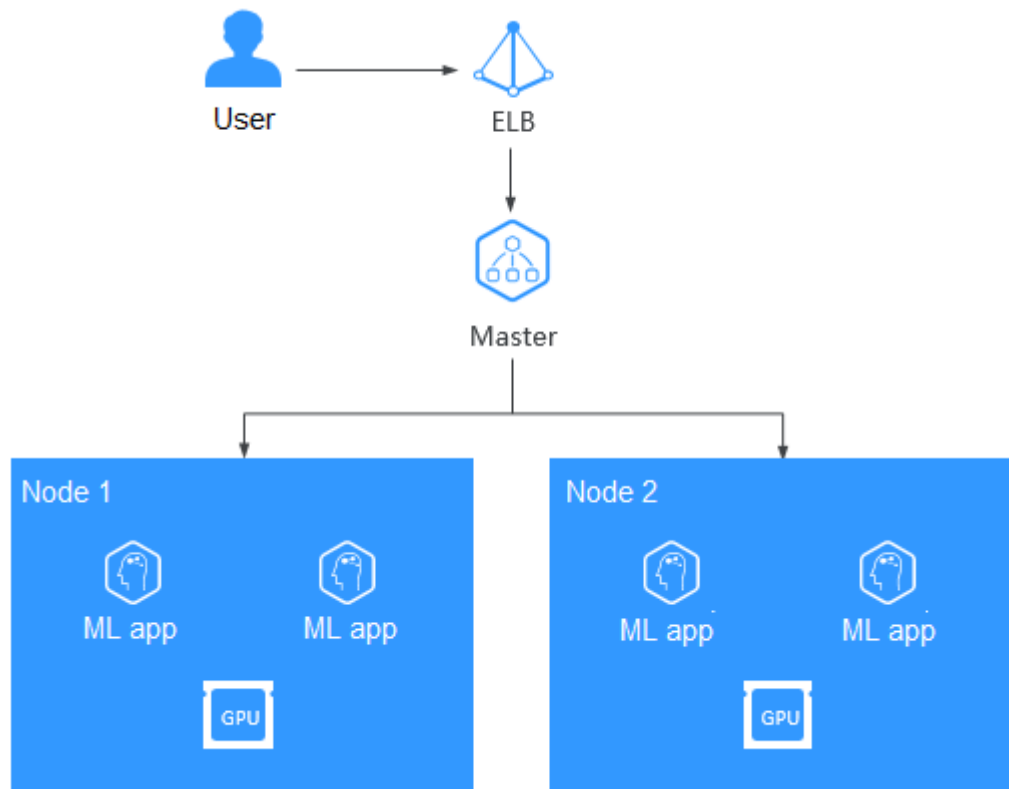 User
ELB
Master
Node 1
Node 2
ML app
ML app
ML app
ML app
GPU
GPU